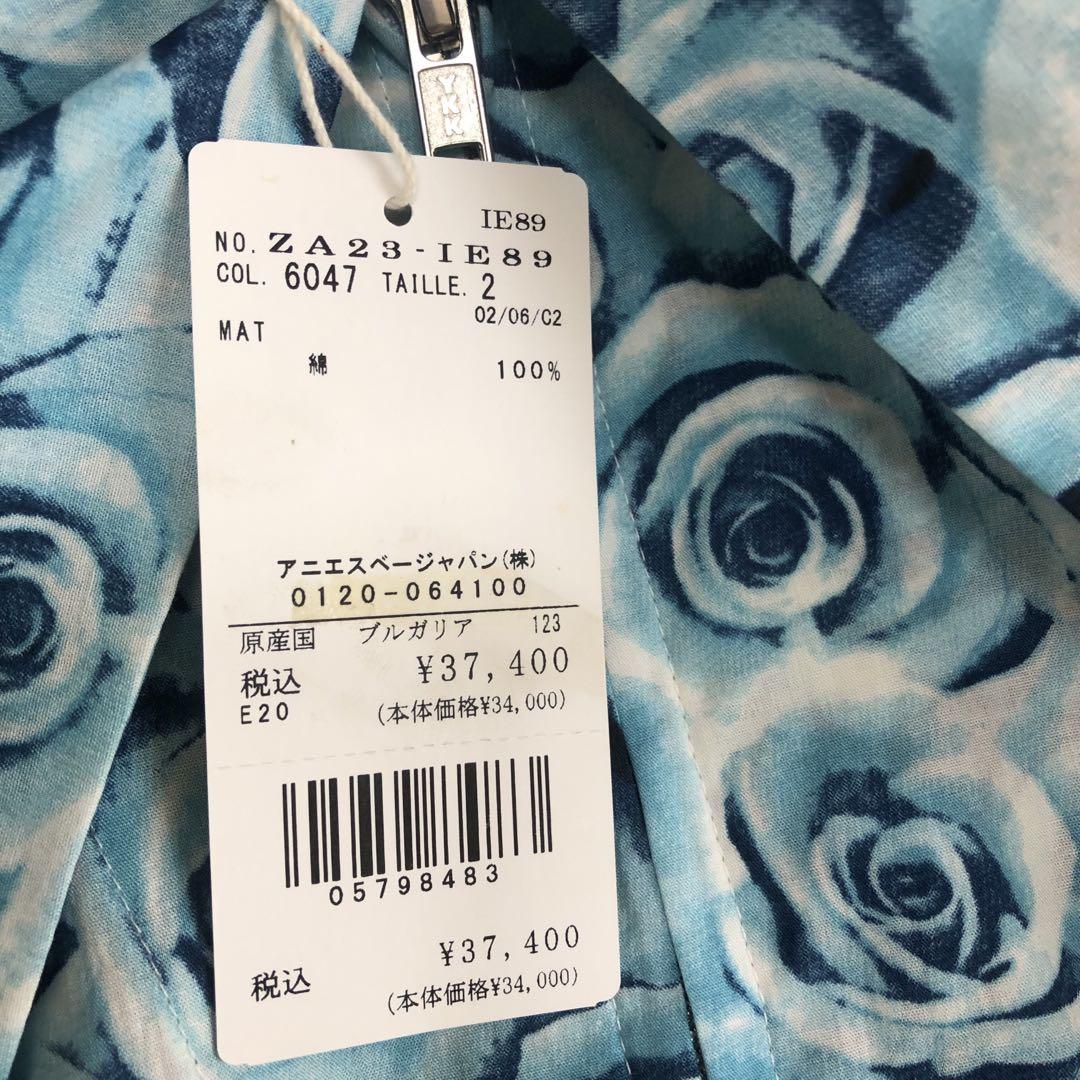 YKK
IE89
NO. ZA23-IE89
COL. 6047 TAILLE. 2
02/06/C2
MAT
綿 100%
アニエスベージャパン(株)
0120-064100
原産国 ブルガリア 123
税込 ¥37,400
E20 (本体価格¥34,000)
05798483
¥37,400
税込 (本体価格¥34,000)